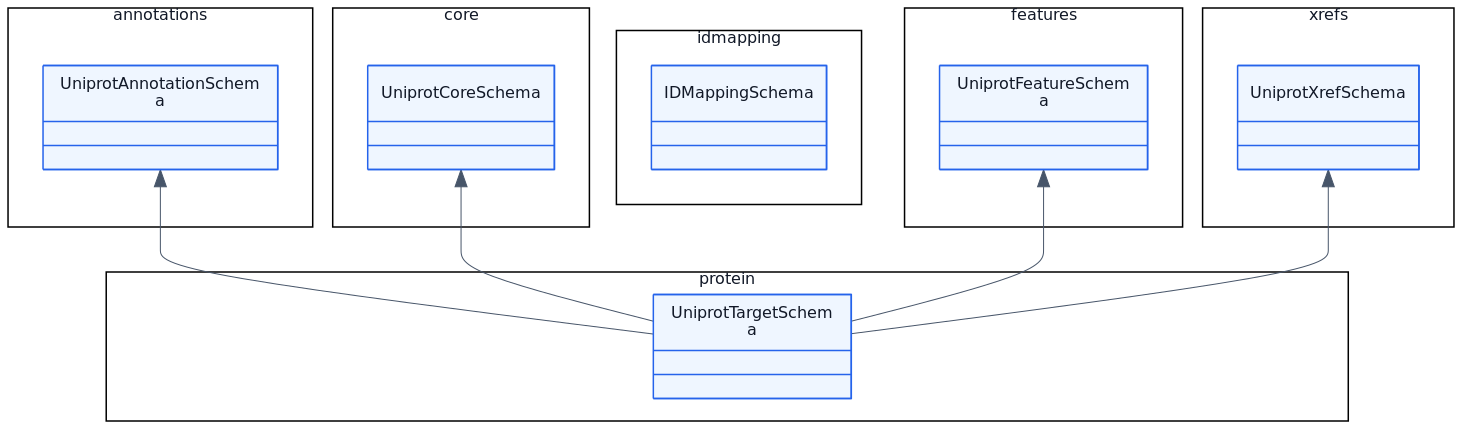 annotations
core
idmapping
features
xrefs
UniprotAnnotationSchem
a
UniprotCoreSchema
IDMappingSchema
UniprotFeatureSchem
a
UniprotXrefSchema
protein
UniprotTargetSchem
a